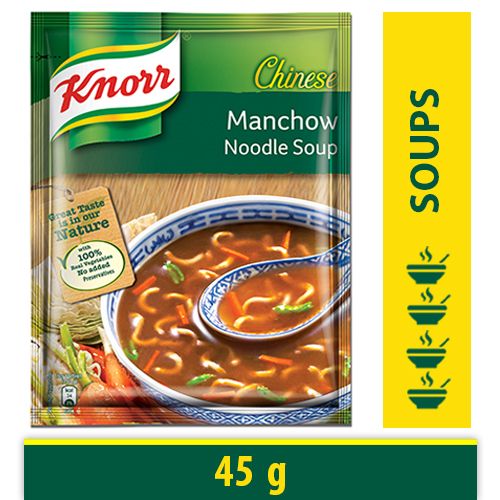 Knorr
Chinese
Manchow
Noodle Soup
Great Taste
is in our
Nature
with
100%
Real Vegetables
No added
Preservatives
SOUPS
45 g